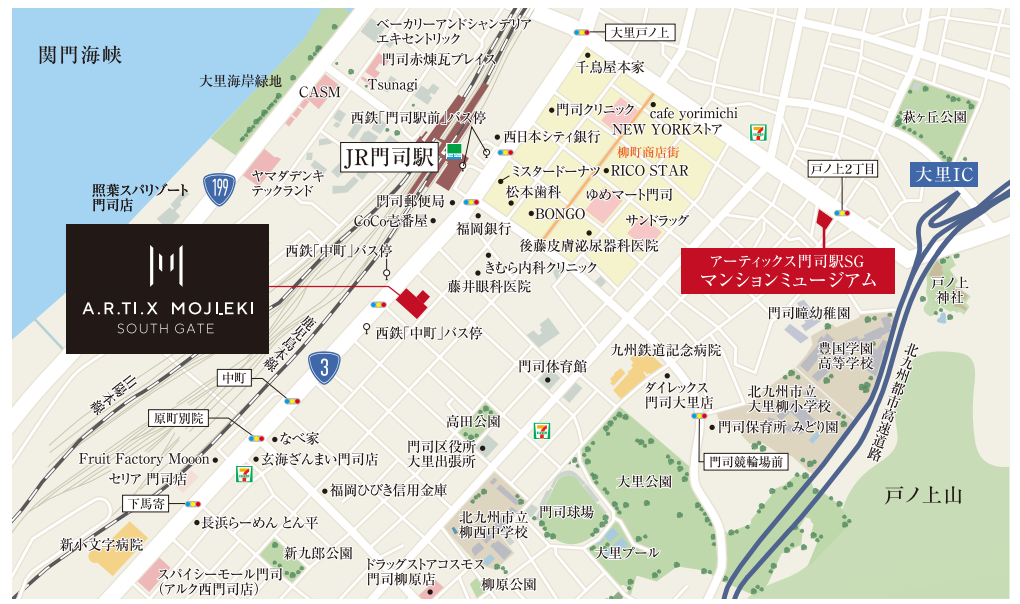 ベーカリーアンドシャンデリア
エキセントリック
大里戸ノ上
関門海峡
門司赤煉瓦プレイス
千鳥屋本家
大里海岸緑地
Tsunagi
CASM
門司クリニック
cafe yorimichi
西鉄「門司駅前」バス停
NEW YORKストア
萩ヶ丘公園
西日本シティ銀行
柳町商店街
JR門司駅
ミスタードーナツ
RICO STAR
戸ノ上2丁目
大里IC
ヤマダデンキ
テックランド
199
照葉スパリゾート
門司店
門司郵便局
松本歯科
ゆめマート門司
CoCo壱番屋
BONGO
サンドラッグ
福岡銀行
後藤皮膚泌尿器科医院
西鉄「中町」バス停
きむら内科クリニック
アーティックス門司駅SG
マンションミュージアム
藤井眼科医院
戸ノ上
神社
A.R.T.I.X MOJI.EKI
SOUTH GATE
門司瞳幼稚園
鹿児島本線
西鉄「中町」バス停
九州鉄道記念病院
豊国学園
高等学校
北九州都市高速道路
3
門司体育館
山陽本線
中町
ダイレックス
門司大里店
北九州市立
大里柳小学校
原町別院
なべ家
高田公園
門司保育所 みどり園
門司区役所
大里出張所
Fruit Factory Mooon
玄海ざんまい門司店
門司競輪場前
セリア 門司店
福岡ひびき信用金庫
大里公園
戸ノ上山
下馬寄
長浜らーめん とん平
北九州市立
柳西中学校
門司球場
新小文字病院
新九郎公園
大里プール
スパイシーモール門司
(アルク西門司店)
ドラッグストアコスモス
門司柳原店
柳原公園